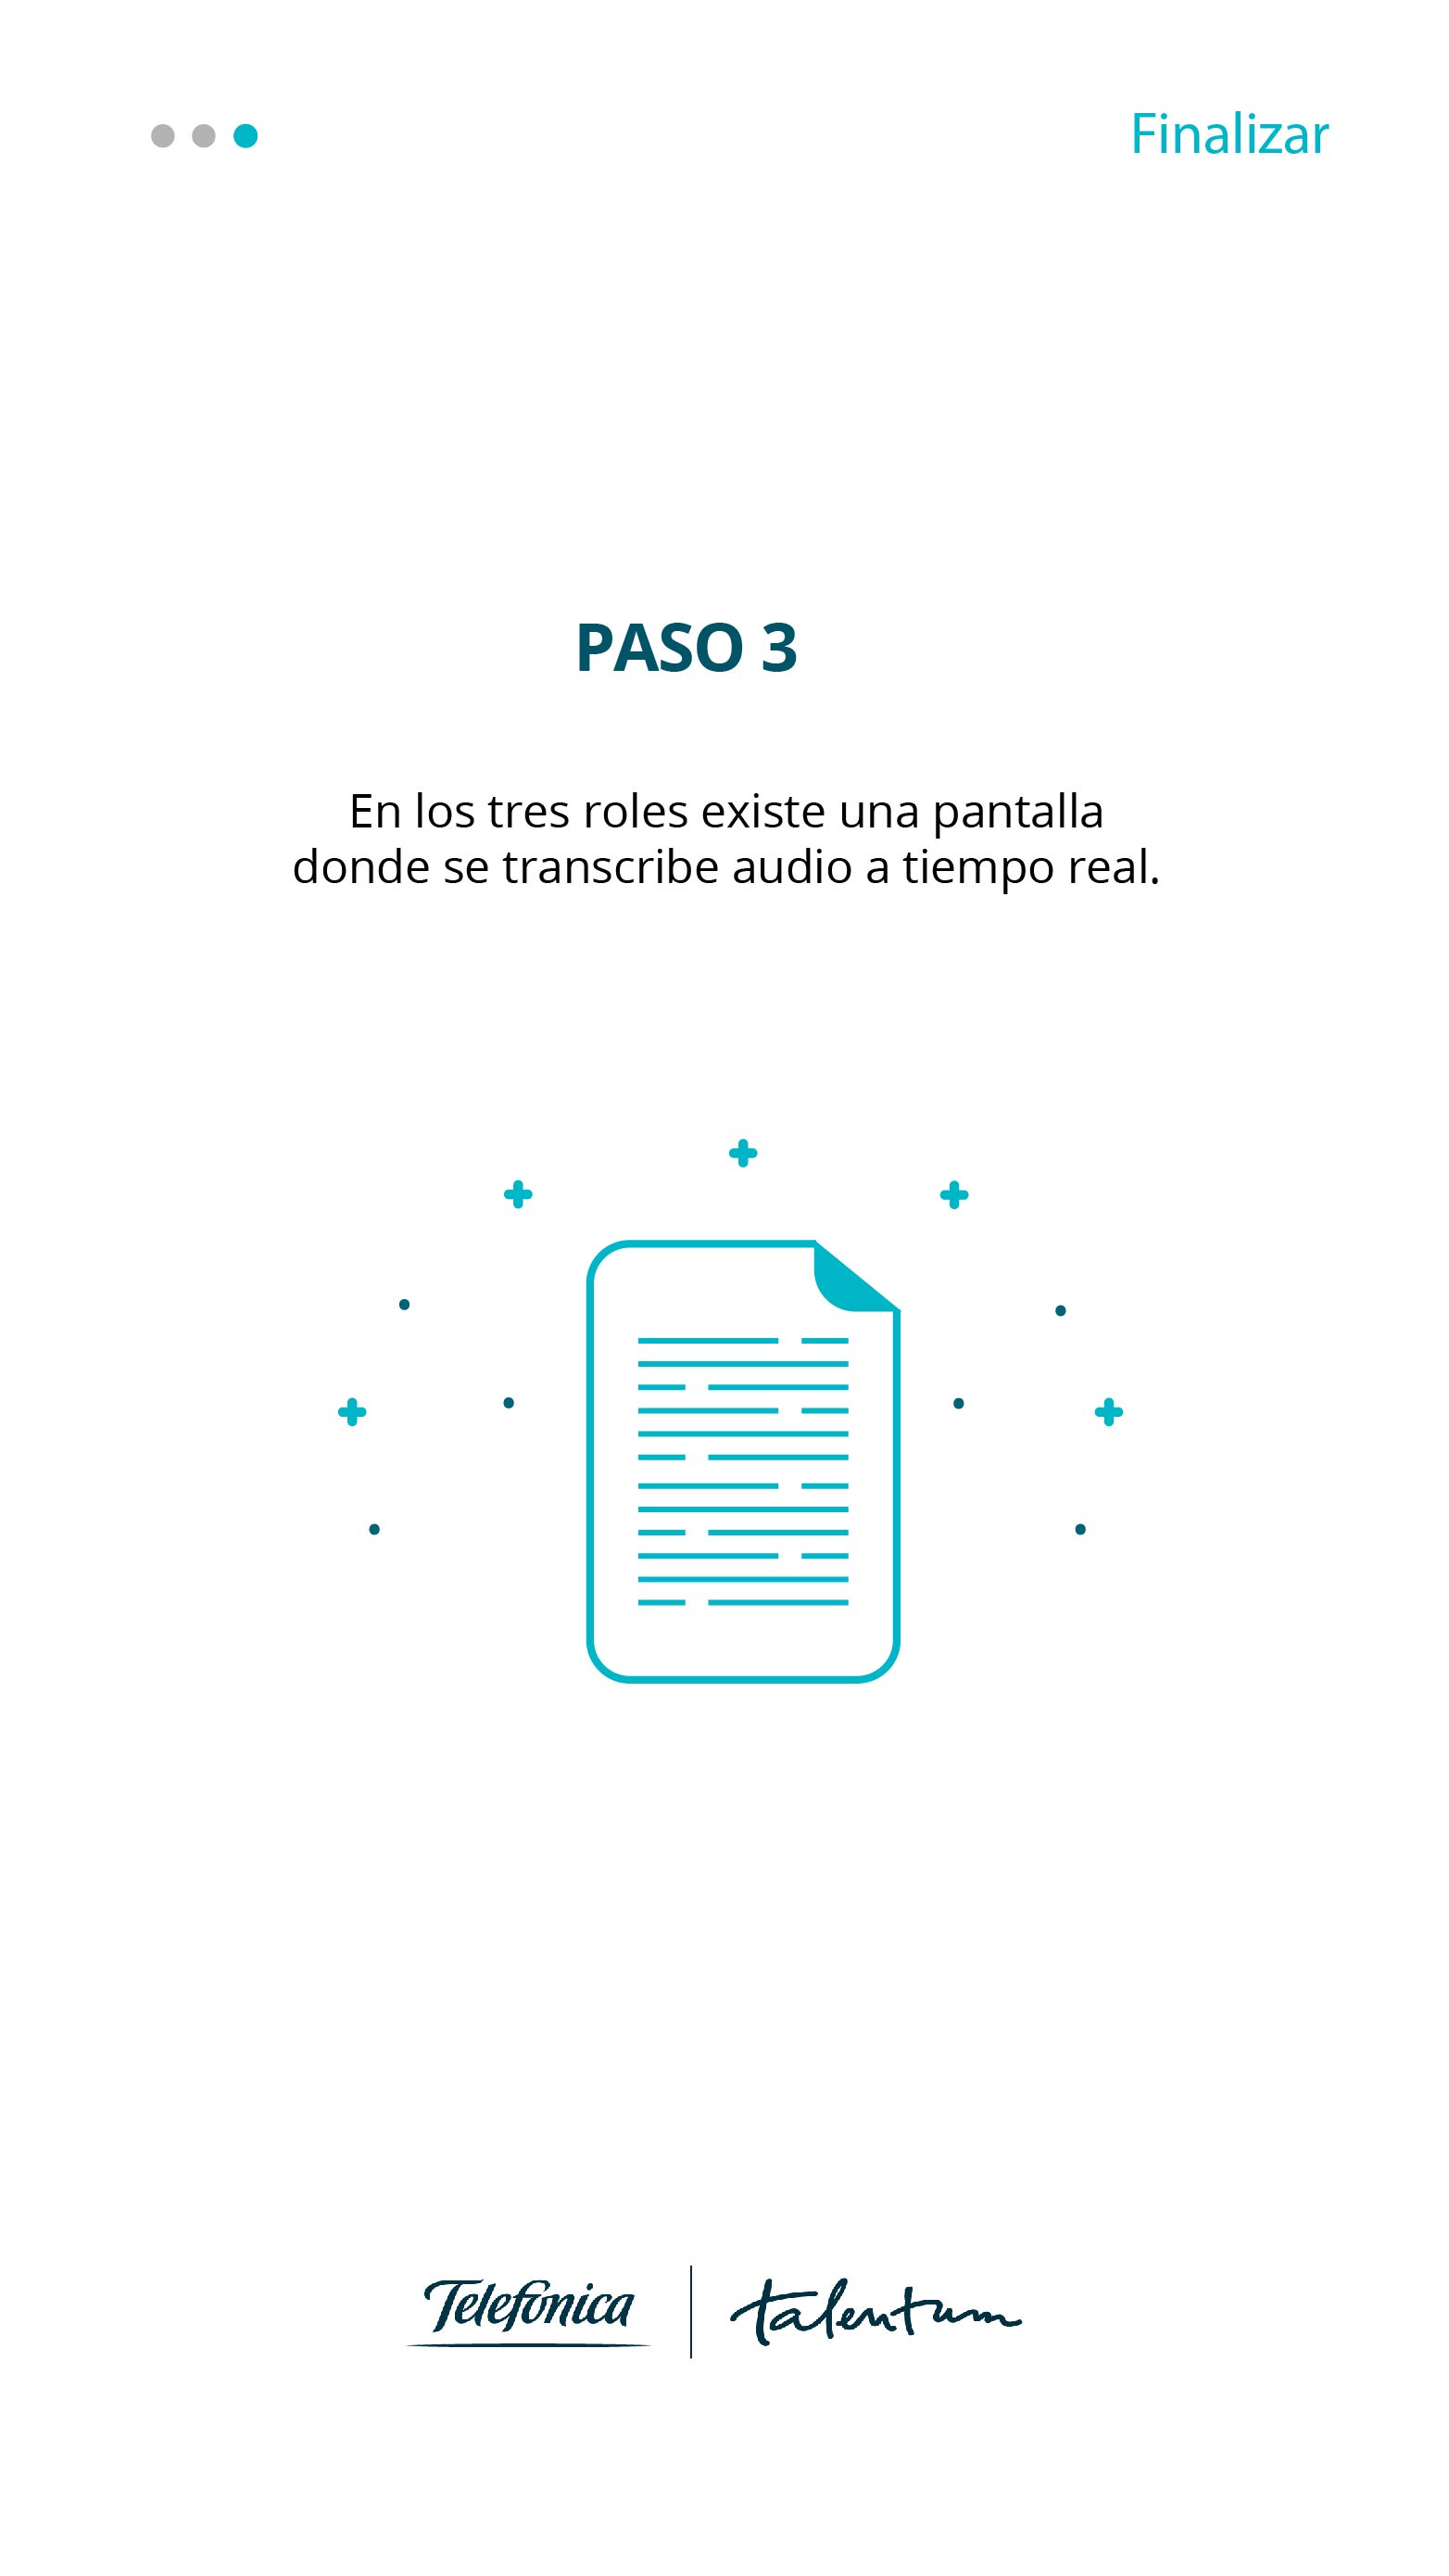 Finalizar
PASO 3
En los tres roles existe una pantalla
donde se transcribe audio a tiempo real.
Telefónica
talentum